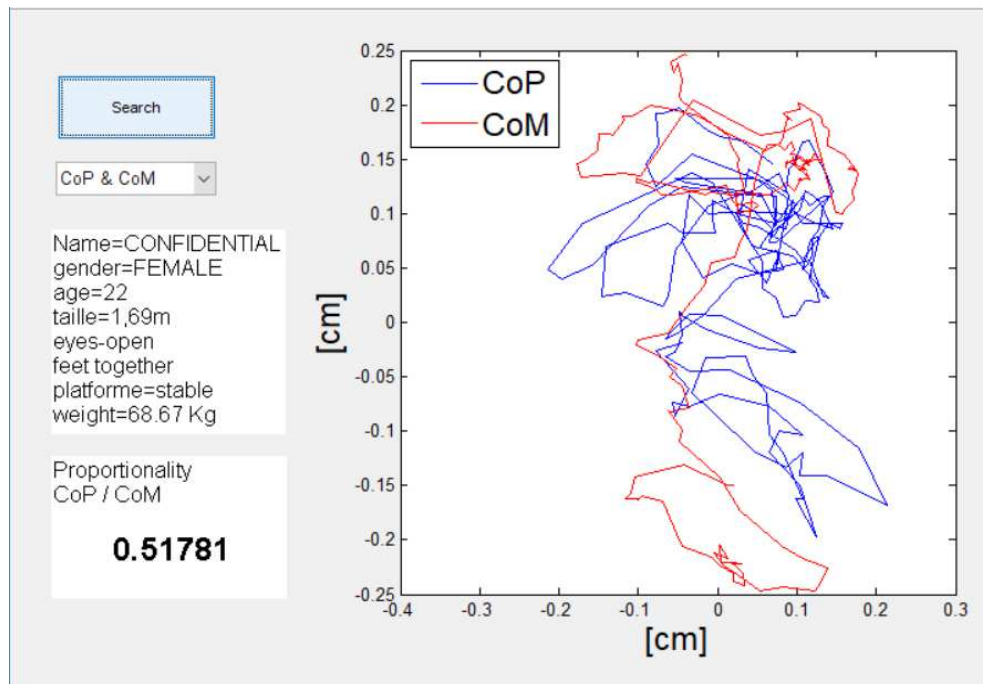 Search
CoP & CoM
Name=CONFIDENTIAL
gender=FEMALE
age=22
taille=1,69m
eyes-open
feet together
platforme=stable
weight=68.67 Kg
Proportionality
CoP / CoM
0.51781
CoP
CoM
0.25
0.2
0.15
0.1
0.05
0
-0.05
-0.1
-0.15
-0.2
-0.25
[cm]
-0.4 -0.3 -0.2 -0.1 0 0.1 0.2 0.3
[cm]